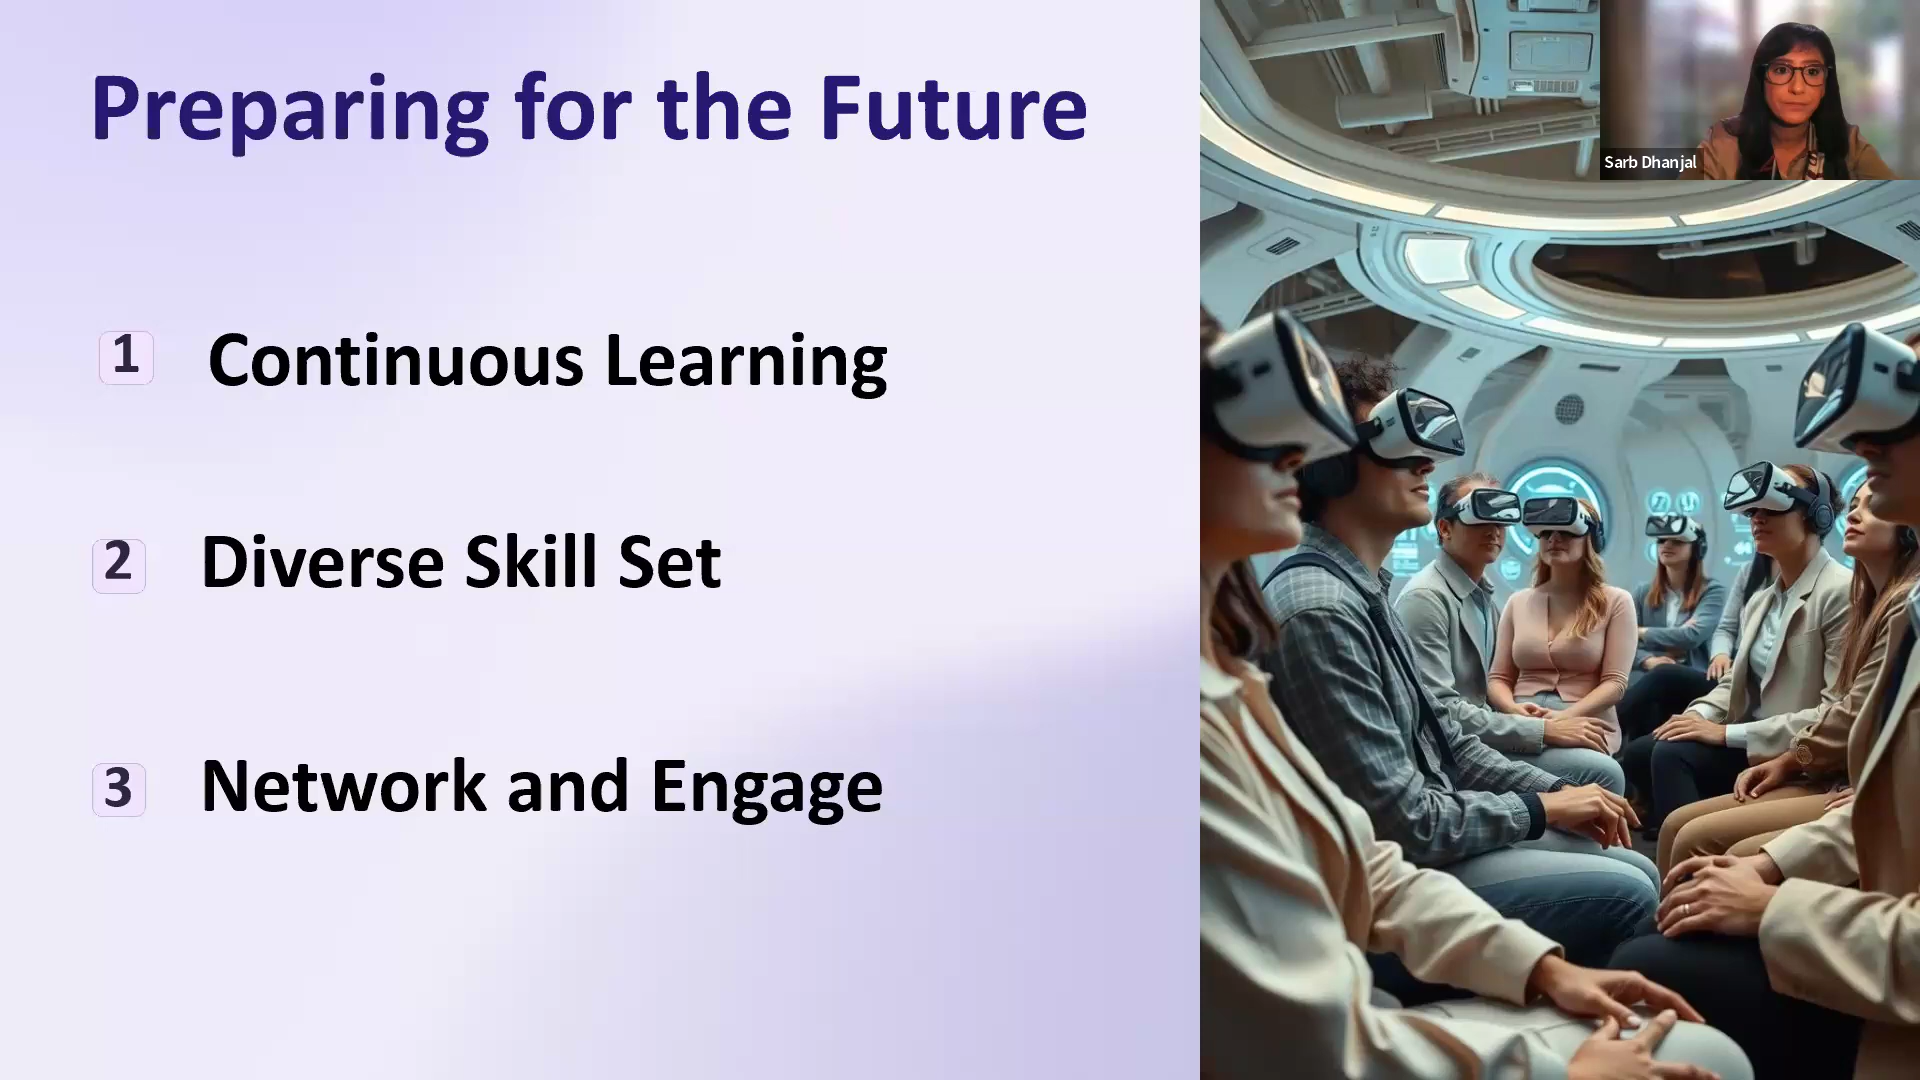 Preparing for the Future
Sarb Dhanjal
1 Continuous Learning
2 Diverse Skill Set
3 Network and Engage